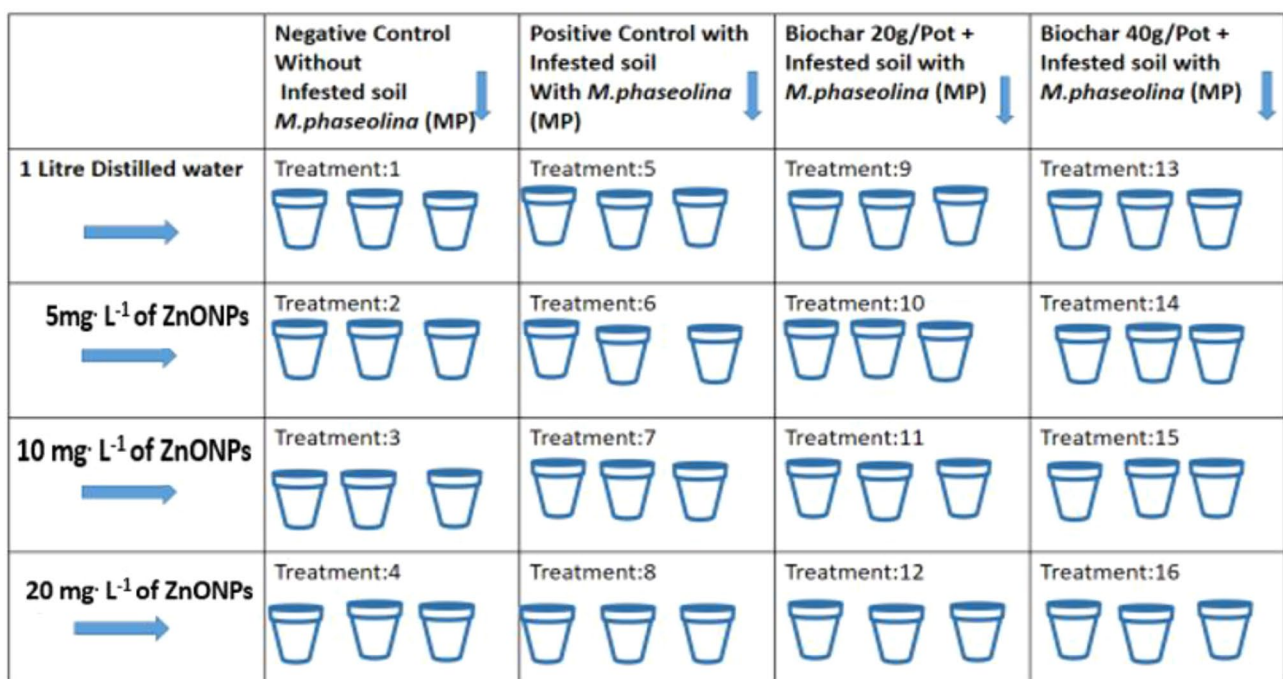 Negative Control
Without
Infested soil
M.phaseolina (MP)
Positive Control with
Infested soil
With M.phaseolina
(MP)
Biochar 20g/Pot +
Infested soil with
M.phaseolina (MP)
Biochar 40g/Pot +
Infested soil with
M.phaseolina (MP)
1 Litre Distilled water
Treatment:1
Treatment:5
Treatment:9
Treatment:13
5mg· L⁻¹ of ZnONPs
Treatment:2
Treatment:6
Treatment:10
Treatment:14
10 mg· L⁻¹ of ZnONPs
Treatment:3
Treatment:7
Treatment:11
Treatment:15
20 mg· L⁻¹ of ZnONPs
Treatment:4
Treatment:8
Treatment:12
Treatment:16